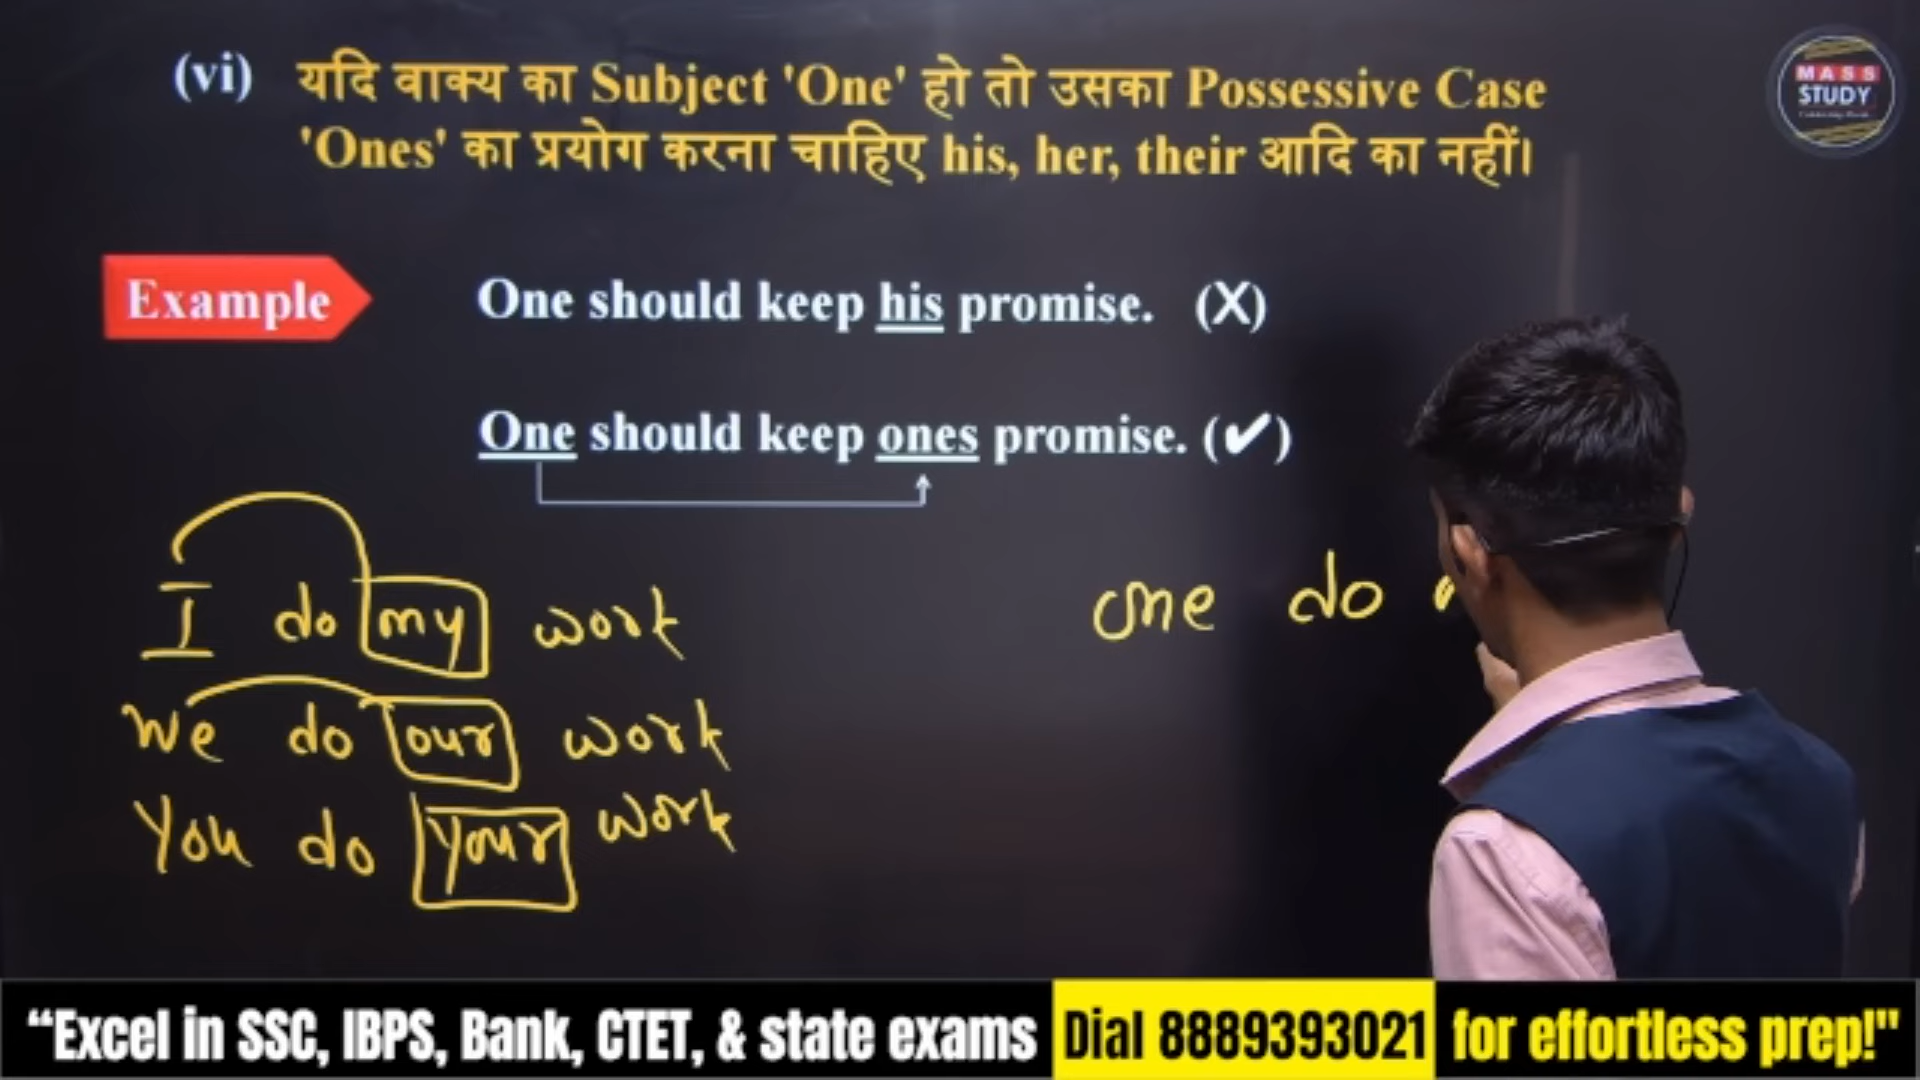 (vi) यदि वाक्य का Subject 'One' हो तो उसका Possessive Case
'Ones' का प्रयोग करना चाहिए his, her, their आदि का नहीं।
MASS
STUDY
Example
One should keep his promise. (X)
One should keep ones promise. (✔)
I do my work
We do our work
You do your work
one do
“Excel in SSC, IBPS, Bank, CTET, & state exams Dial 8889393021 for effortless prep!"